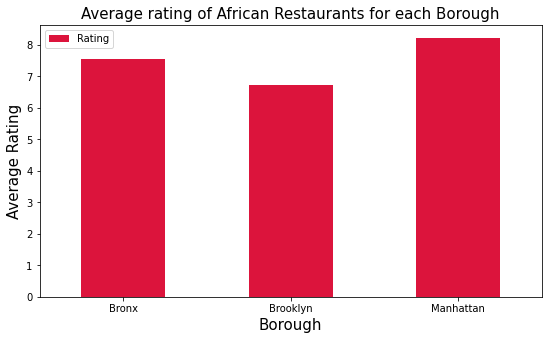 Average rating of African Restaurants for each Borough
Rating
Average Rating
8
7
6
5
4
3
2
1
0
Bronx Brooklyn Manhattan
Borough